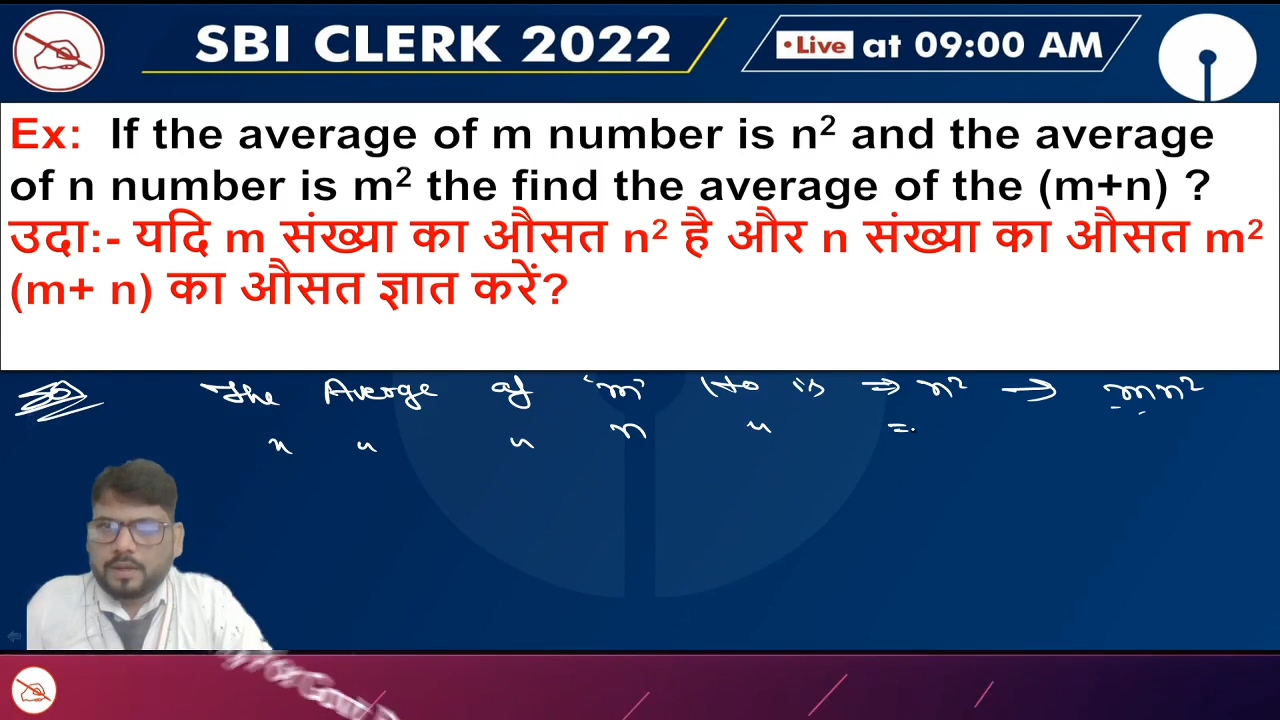 SBI CLERK 2022
• Live at 09:00 AM
Ex: If the average of m number is n² and the average
of n number is m² the find the average of the (m+n) ?
उदा:- यदि m संख्या का औसत n² है और n संख्या का औसत m²
(m+ n) का औसत ज्ञात करें?
The Averge of 'm' No is ⇒ n² → mn²
" " " n " =